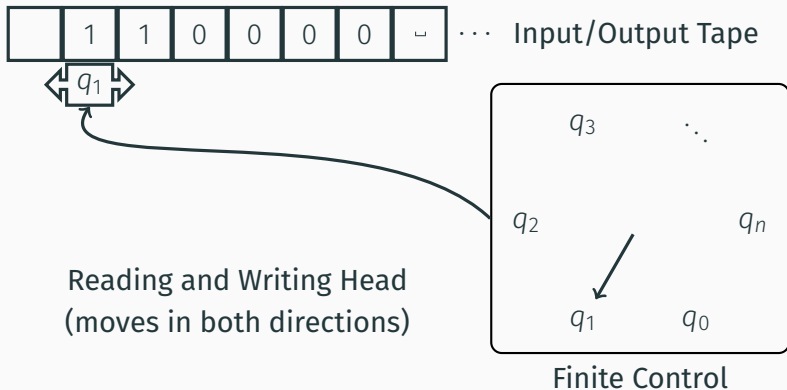 1 1 0 0 0 0 ␣ ··· Input/Output Tape
q₁
q₃ ⋱
q₂ qₙ
Reading and Writing Head
(moves in both directions)
q₁ q₀
Finite Control